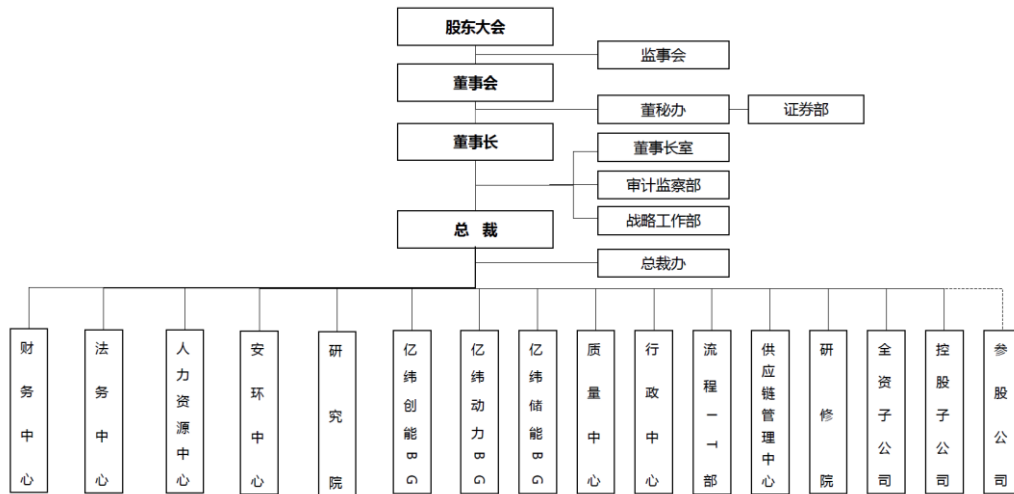 股东大会
监事会
董事会
董秘办
证券部
董事长
董事长室
审计监察部
战略工作部
总 裁
总裁办
财务中心
法务中心
人力资源中心
安环中心
研究院
亿纬创能BG
亿纬动力BG
亿纬储能BG
质量中心
行政中心
流程IT部
供应链管理中心
研修院
全资子公司
控股子公司
参股公司